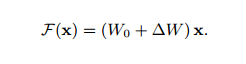 𝓕(𝐱) = (W₀ + ΔW) 𝐱.